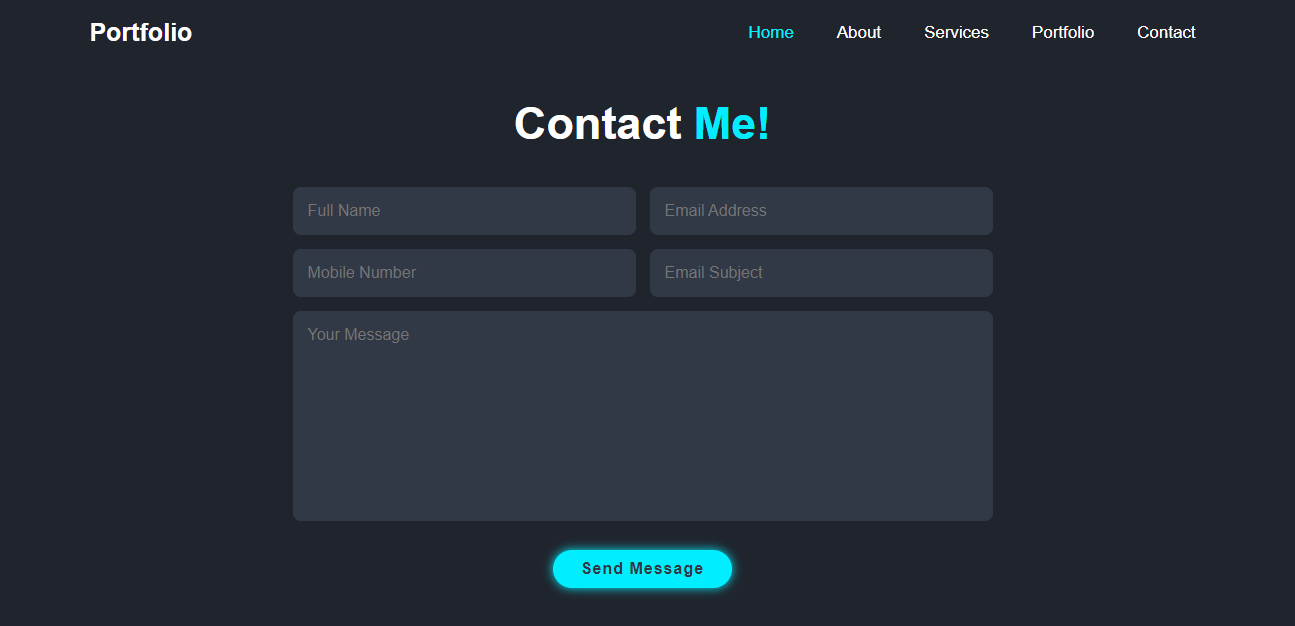 Portfolio Home About Services Portfolio Contact
Contact Me!
Full Name Email Address
Mobile Number Email Subject
Your Message
Send Message